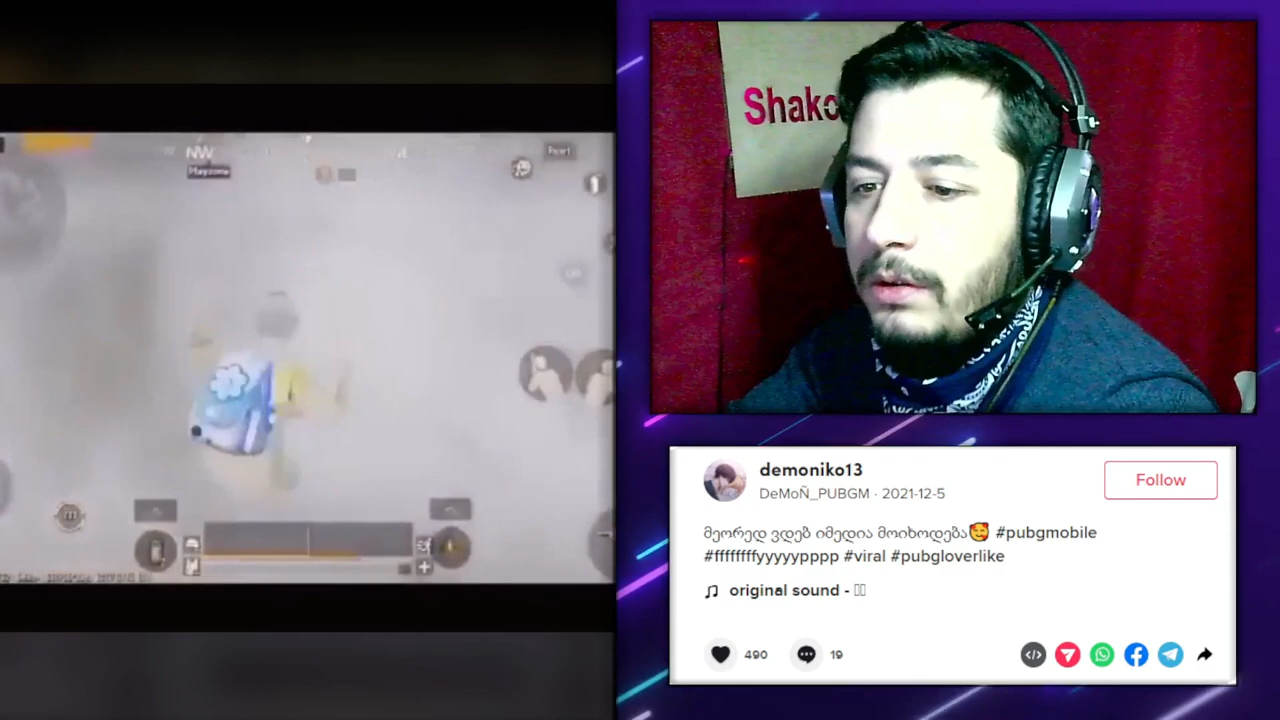 NW
Shako
demoniko13
DeMoÑ_PUBGM · 2021-12-5
Follow
მეორედ ვდებ იმედია მოიხოდება🥰 #pubgmobile
#ffffffffyyyyypppp #viral #pubgloverlike
original sound -
490
19